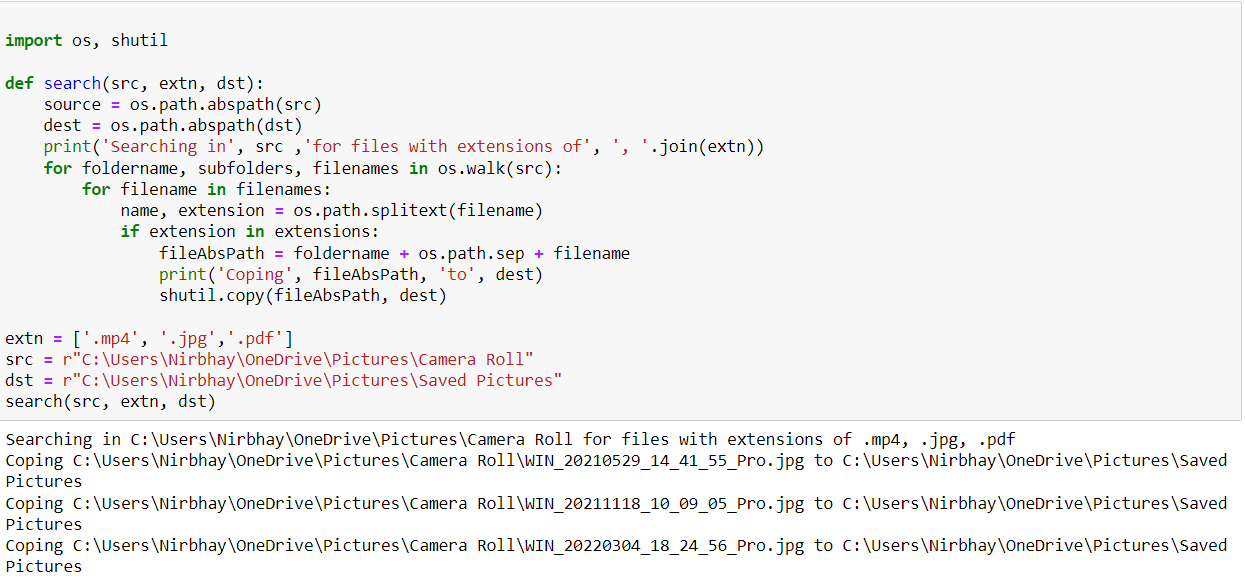 import os, shutil
def search(src, extn, dst):
    source = os.path.abspath(src)
    dest = os.path.abspath(dst)
    print('Searching in', src ,'for files with extensions of', ', '.join(extn))
    for foldername, subfolders, filenames in os.walk(src):
        for filename in filenames:
            name, extension = os.path.splitext(filename)
            if extension in extensions:
                fileAbsPath = foldername + os.path.sep + filename
                print('Coping', fileAbsPath, 'to', dest)
                shutil.copy(fileAbsPath, dest)
extn = ['.mp4', '.jpg','.pdf']
src = r"C:\Users\Nirbhay\OneDrive\Pictures\Camera Roll"
dst = r"C:\Users\Nirbhay\OneDrive\Pictures\Saved Pictures"
search(src, extn, dst)
Searching in C:\Users\Nirbhay\OneDrive\Pictures\Camera Roll for files with extensions of .mp4, .jpg, .pdf
Coping C:\Users\Nirbhay\OneDrive\Pictures\Camera Roll\WIN_20210529_14_41_55_Pro.jpg to C:\Users\Nirbhay\OneDrive\Pictures\Saved
Pictures
Coping C:\Users\Nirbhay\OneDrive\Pictures\Camera Roll\WIN_20211118_10_09_05_Pro.jpg to C:\Users\Nirbhay\OneDrive\Pictures\Saved
Pictures
Coping C:\Users\Nirbhay\OneDrive\Pictures\Camera Roll\WIN_20220304_18_24_56_Pro.jpg to C:\Users\Nirbhay\OneDrive\Pictures\Saved
Pictures